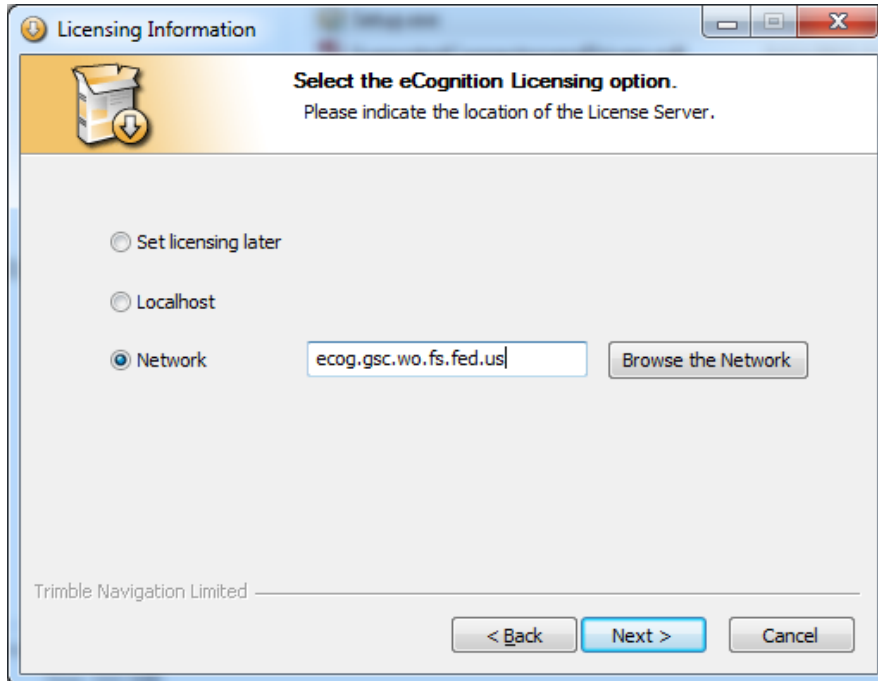 Licensing Information
Select the eCognition Licensing option.
Please indicate the location of the License Server.
Set licensing later
Localhost
Network
ecog.gsc.wo.fs.fed.us
Browse the Network
Trimble Navigation Limited
< Back
Next >
Cancel